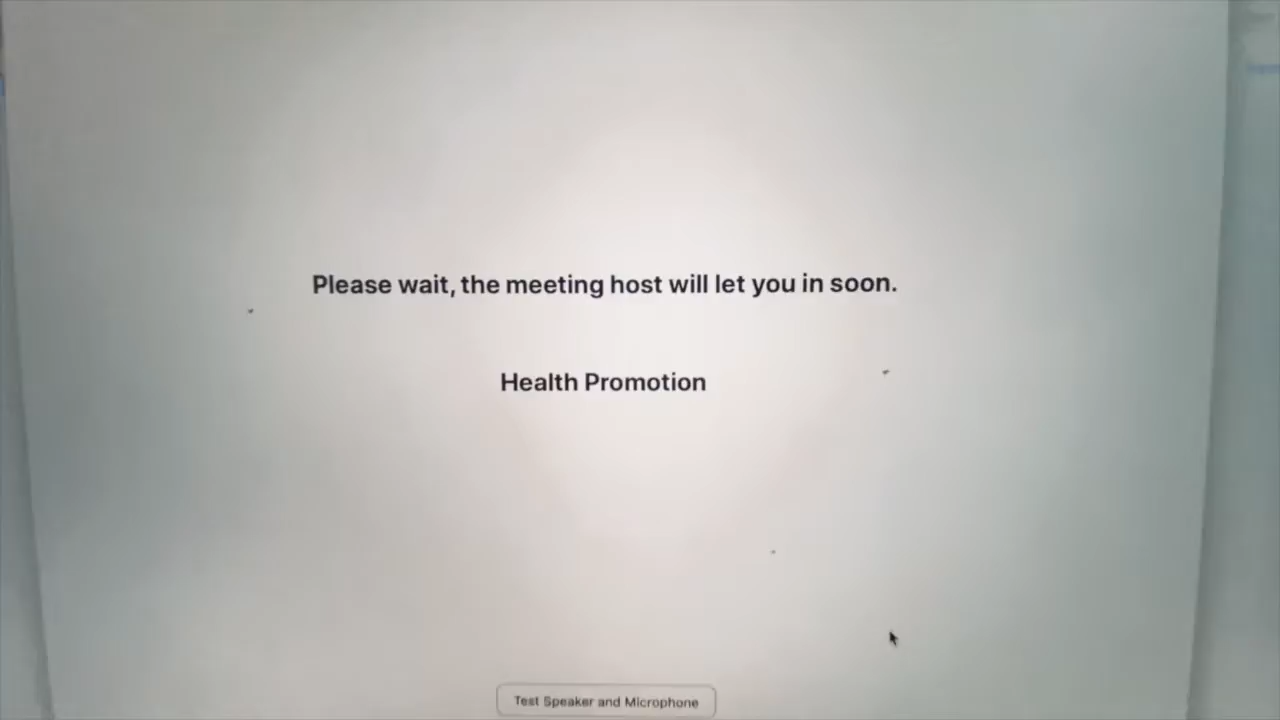 Please wait, the meeting host will let you in soon.
Health Promotion
Test Speaker and Microphone